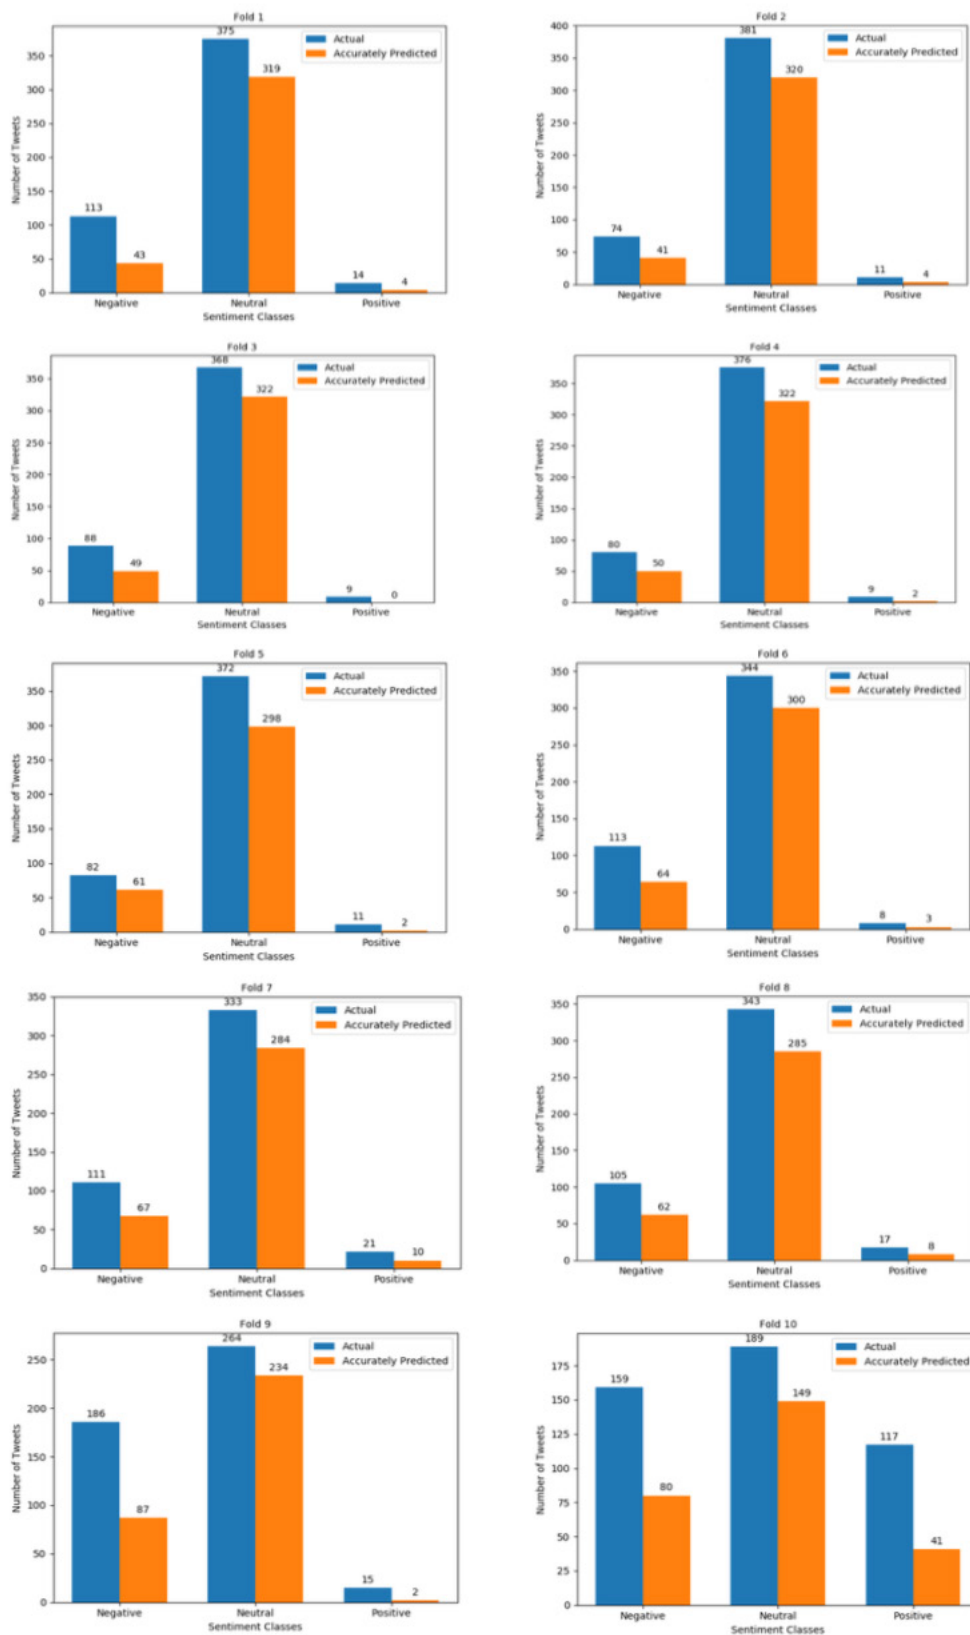 Fold 1
375
Actual
Accurately Predicted
350
319
300
250
Number of Tweets
200
150
113
100
50
43
14
4
0
Negative Neutral Positive
Sentiment Classes
Fold 2
400
381
Actual
Accurately Predicted
350
320
300
250
Number of Tweets
200
150
100
74
50
41
11
4
0
Negative Neutral Positive
Sentiment Classes
Fold 3
368
Actual
Accurately Predicted
350
322
300
250
Number of Tweets
200
150
100
88
50
49
9
0
0
Negative Neutral Positive
Sentiment Classes
Fold 4
376
Actual
Accurately Predicted
350
322
300
250
Number of Tweets
200
150
100
80
50
50
9
2
0
Negative Neutral Positive
Sentiment Classes
Fold 5
372
Actual
Accurately Predicted
350
298
300
250
Number of Tweets
200
150
100
82
61
50
11
2
0
Negative Neutral Positive
Sentiment Classes
Fold 6
344
350
Actual
Accurately Predicted
300
300
250
Number of Tweets
200
150
113
100
64
50
8
3
0
Negative Neutral Positive
Sentiment Classes
Fold 7
350
333
Actual
Accurately Predicted
300
284
250
Number of Tweets
200
150
111
100
67
50
21
10
0
Negative Neutral Positive
Sentiment Classes
Fold 8
343
350
Actual
Accurately Predicted
300
285
250
Number of Tweets
200
150
105
100
62
50
17
8
0
Negative Neutral Positive
Sentiment Classes
Fold 9
264
Actual
Accurately Predicted
250
234
200
186
Number of Tweets
150
100
87
50
15
2
0
Negative Neutral Positive
Sentiment Classes
Fold 10
189
Actual
Accurately Predicted
175
159
150
149
125
Number of Tweets
117
100
80
75
50
41
25
0
Negative Neutral Positive
Sentiment Classes